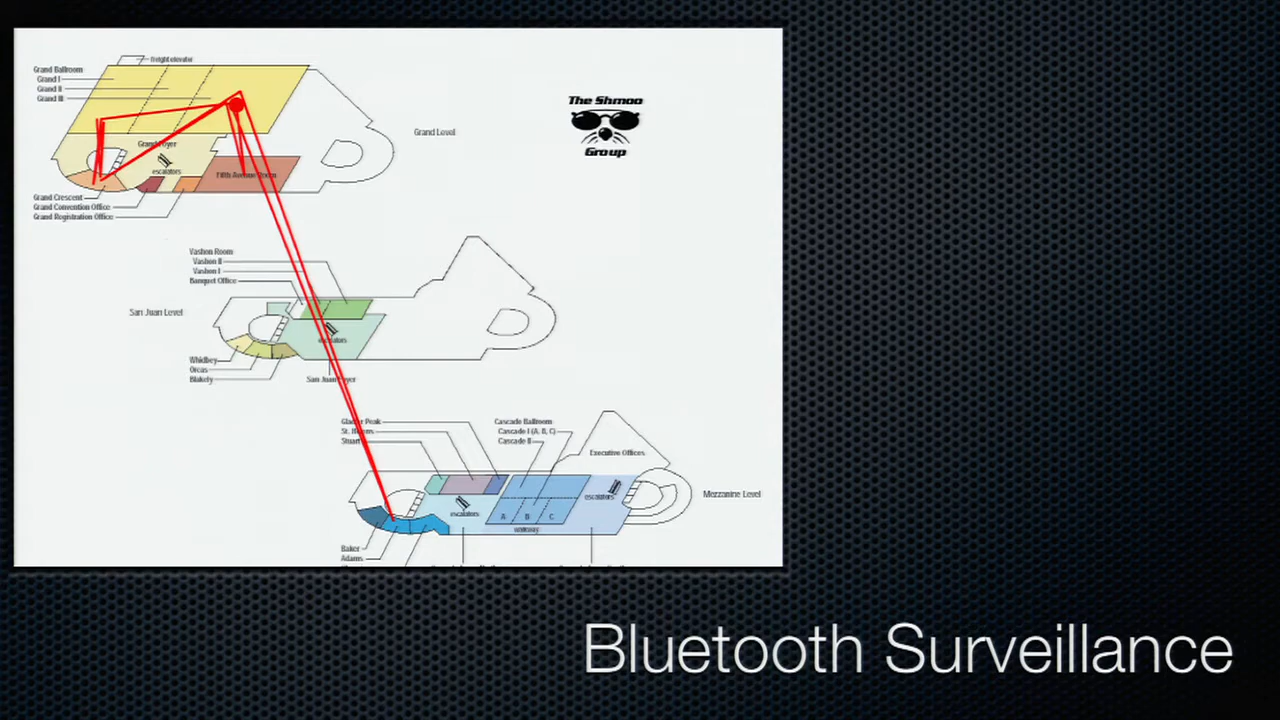 freight elevator
Grand Ballroom
Grand I
Grand II
Grand III
The Shmoo
Group
Grand Level
Grand Foyer
escalators
Fifth Avenue Room
Grand Crescent
Grand Convention Office
Grand Registration Office
Vashon Room
Vashon II
Vashon I
Banquet Office
San Juan Level
escalators
Whidbey
Orcas
Blakely
San Juan Foyer
Glacier Peak
St. Helens
Stuart
Cascade Ballroom
Cascade I (A, B, C)
Cascade II
Executive Offices
escalators
Mezzanine Level
escalators
A B C
Baker
Adams
Bluetooth Surveillance